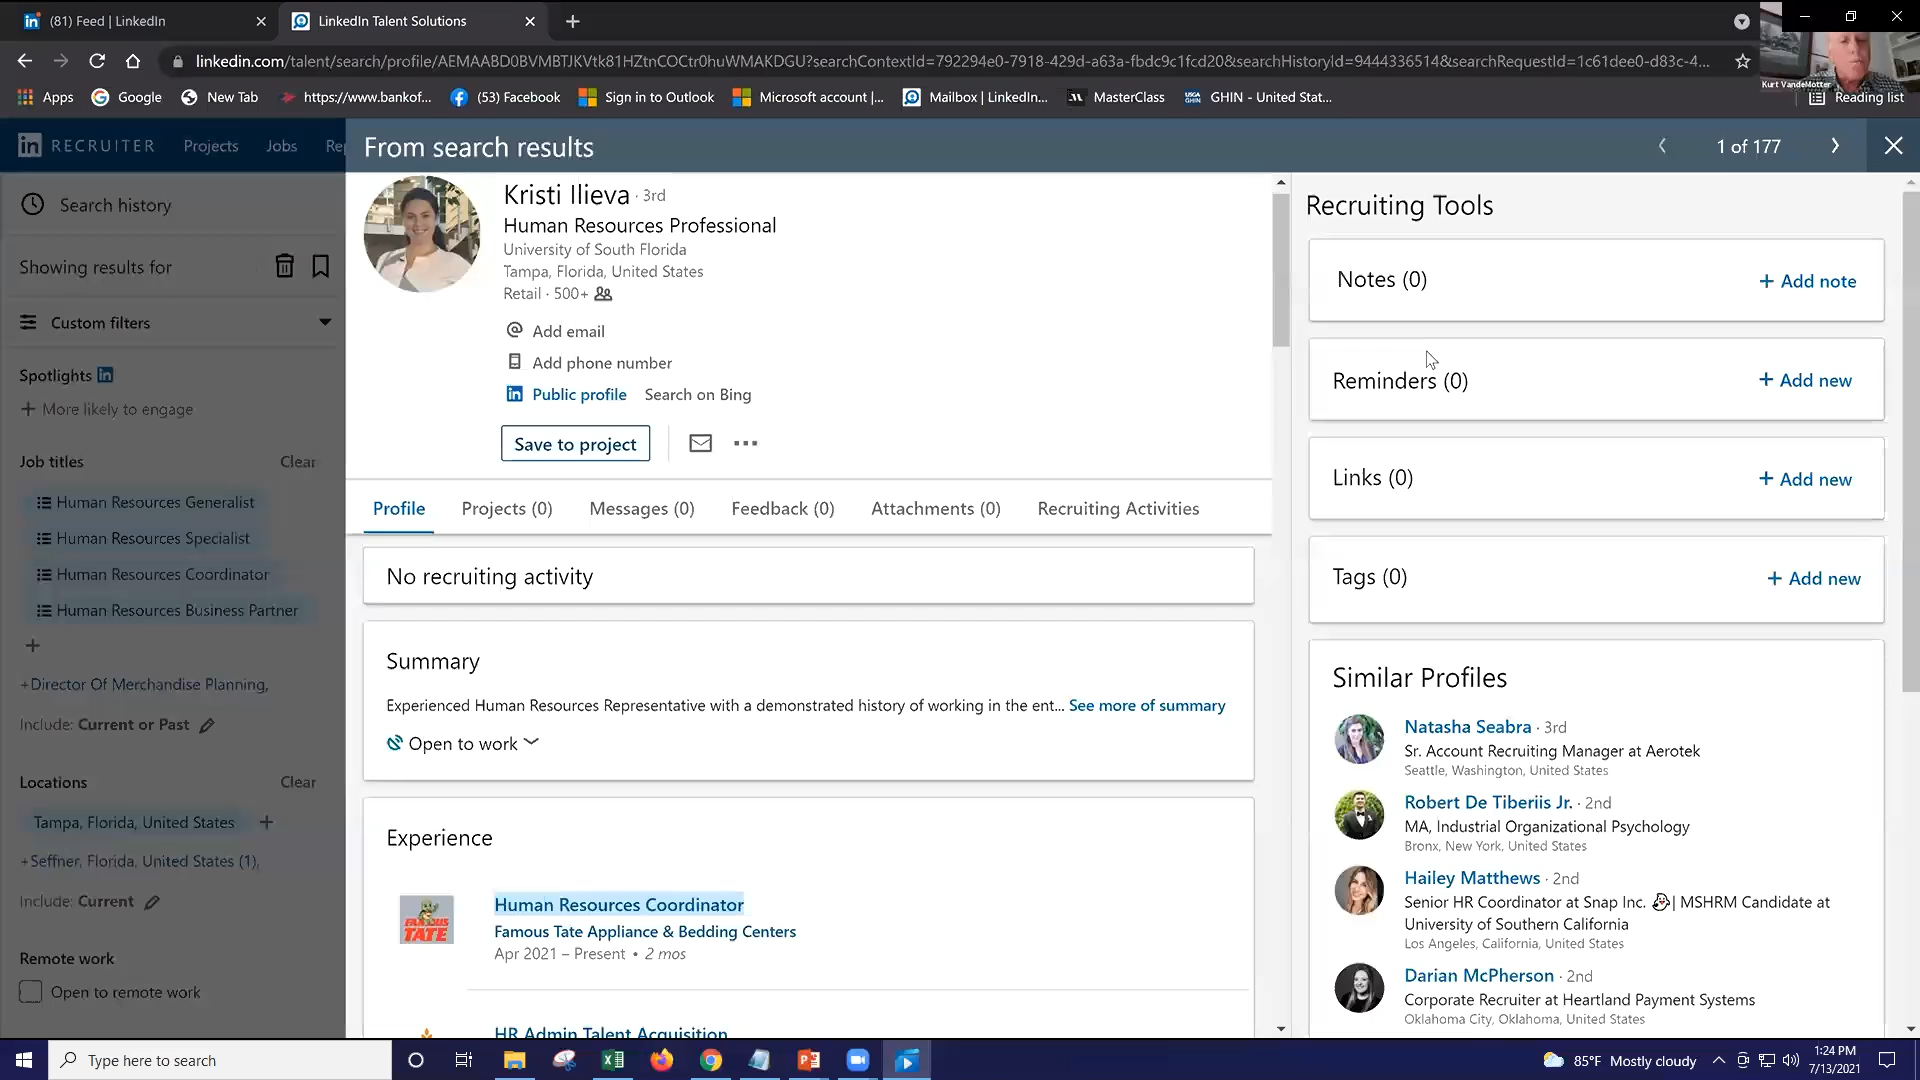 (81) Feed | LinkedIn
LinkedIn Talent Solutions
linkedin.com/talent/search/profile/AEMAABD0BVMBTJKVtk81HZtnCOCtr0huWMAKDGU?searchContextId=792294e0-7918-429d-a63a-fbdc9c1fcd20&searchHistoryId=9444336514&searchRequestId=1c61dee0-d83c-4...
Kurt VandeMotter
Apps
Google
New Tab
https://www.bankof...
(53) Facebook
Sign in to Outlook
Microsoft account |...
Mailbox | LinkedIn...
MasterClass
GHIN - United Stat...
Reading list
in RECRUITER
Projects
Jobs
Re
From search results
1 of 177
Search history
Showing results for
Custom filters
Spotlights in
+ More likely to engage
Job titles
Clear
Human Resources Generalist
Human Resources Specialist
Human Resources Coordinator
Human Resources Business Partner
+
+Director Of Merchandise Planning,
Include: Current or Past
Locations
Clear
Tampa, Florida, United States +
+Seffner, Florida, United States (1),
Include: Current
Remote work
Open to remote work
Kristi Ilieva · 3rd
Human Resources Professional
University of South Florida
Tampa, Florida, United States
Retail · 500+
Add email
Add phone number
in Public profile
Search on Bing
Save to project
Profile
Projects (0)
Messages (0)
Feedback (0)
Attachments (0)
Recruiting Activities
No recruiting activity
Summary
Experienced Human Resources Representative with a demonstrated history of working in the ent... See more of summary
Open to work
Experience
FAMOUS
TATE
Human Resources Coordinator
Famous Tate Appliance & Bedding Centers
Apr 2021 – Present • 2 mos
HR Admin Talent Acquisition
Recruiting Tools
Notes (0)
+ Add note
Reminders (0)
+ Add new
Links (0)
+ Add new
Tags (0)
+ Add new
Similar Profiles
Natasha Seabra · 3rd
Sr. Account Recruiting Manager at Aerotek
Seattle, Washington, United States
Robert De Tiberiis Jr. · 2nd
MA, Industrial Organizational Psychology
Bronx, New York, United States
Hailey Matthews · 2nd
Senior HR Coordinator at Snap Inc. 👻| MSHRM Candidate at
University of Southern California
Los Angeles, California, United States
Darian McPherson · 2nd
Corporate Recruiter at Heartland Payment Systems
Oklahoma City, Oklahoma, United States
Type here to search
85°F Mostly cloudy
1:24 PM
7/13/2021